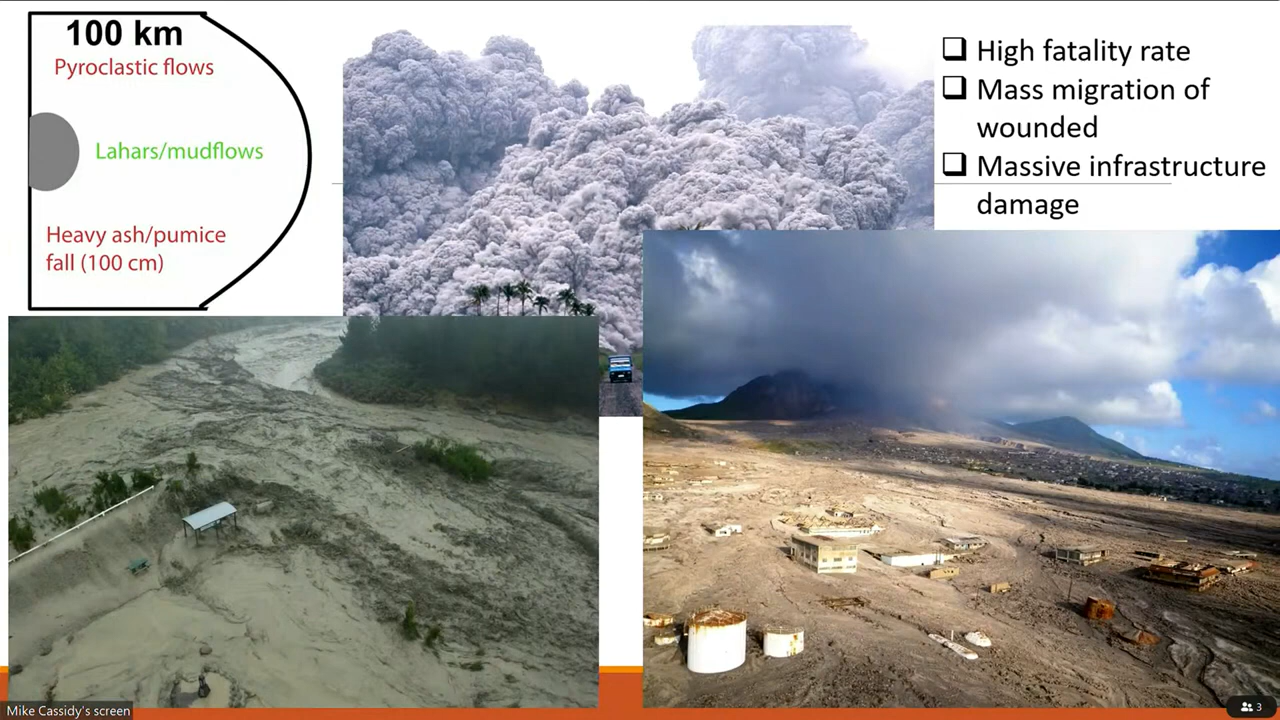 100 km
Pyroclastic flows
Lahars/mudflows
Heavy ash/pumice
fall (100 cm)
High fatality rate
Mass migration of
wounded
Massive infrastructure
damage
Mike Cassidy's screen
3